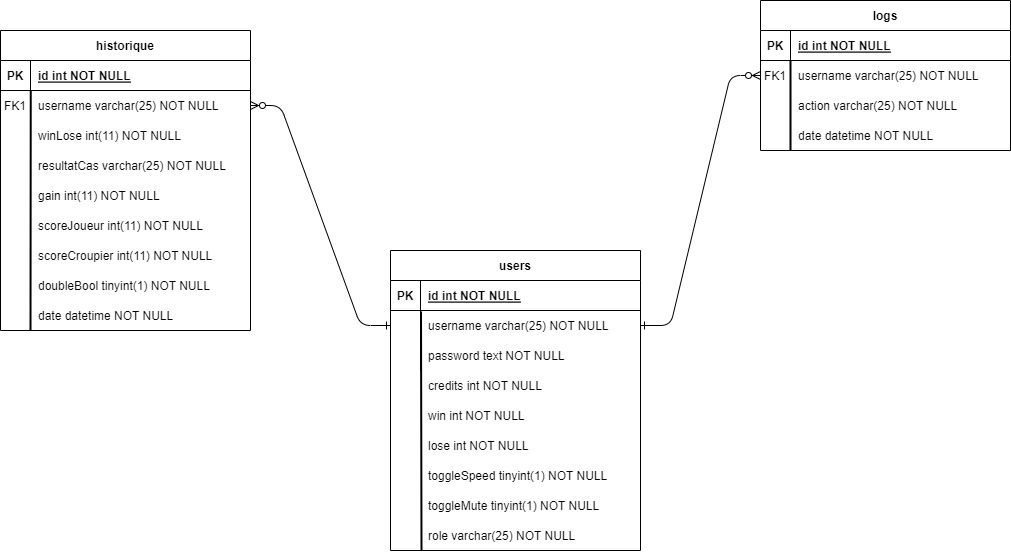 historique
PK id int NOT NULL
FK1 username varchar(25) NOT NULL
winLose int(11) NOT NULL
resultatCas varchar(25) NOT NULL
gain int(11) NOT NULL
scoreJoueur int(11) NOT NULL
scoreCroupier int(11) NOT NULL
doubleBool tinyint(1) NOT NULL
date datetime NOT NULL
users
PK id int NOT NULL
username varchar(25) NOT NULL
password text NOT NULL
credits int NOT NULL
win int NOT NULL
lose int NOT NULL
toggleSpeed tinyint(1) NOT NULL
toggleMute tinyint(1) NOT NULL
role varchar(25) NOT NULL
logs
PK id int NOT NULL
FK1 username varchar(25) NOT NULL
action varchar(25) NOT NULL
date datetime NOT NULL